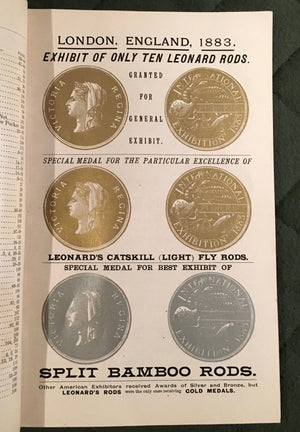 LONDON, ENGLAND, 1883.
EXHIBIT OF ONLY TEN LEONARD RODS.
GRANTED
FOR
GENERAL
EXHIBIT.
VICTORIA REGINA
INTERNATIONAL
EXHIBITION 1883
SPECIAL MEDAL FOR THE PARTICULAR EXCELLENCE OF
VICTORIA REGINA
INTERNATIONAL
EXHIBITION 1883
LEONARD'S CATSKILL (LIGHT) FLY RODS.
SPECIAL MEDAL FOR BEST EXHIBIT OF
VICTORIA REGINA
INTERNATIONAL
EXHIBITION 1883
SPLIT BAMBOO RODS.
Other American Exhibitors received Awards of Silver and Bronze, but
LEONARD'S RODS were the only ones receiving GOLD MEDALS.